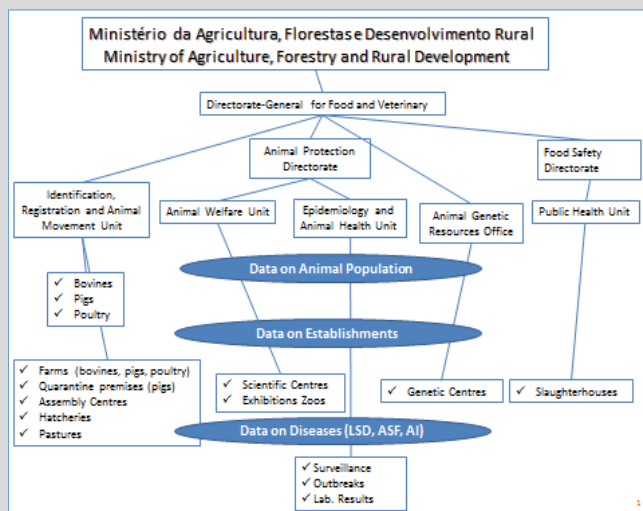 Ministério da Agricultura, Florestas e Desenvolvimento Rural
Ministry of Agriculture, Forestry and Rural Development
Directorate-General for Food and Veterinary
Animal Protection
Directorate
Food Safety
Directorate
Identification,
Registration and Animal
Movement Unit
Animal Welfare Unit
Epidemiology and
Animal Health Unit
Animal Genetic
Resources Office
Public Health Unit
Data on Animal Population
✓ Bovines
✓ Pigs
✓ Poultry
Data on Establishments
✓ Farms (bovines, pigs, poultry)
✓ Quarantine premises (pigs)
✓ Assembly Centres
✓ Hatcheries
✓ Pastures
✓ Scientific Centres
✓ Exhibitions Zoos
✓ Genetic Centres
✓ Slaughterhouses
Data on Diseases (LSD, ASF, AI)
✓ Surveillance
✓ Outbreaks
✓ Lab. Results
1